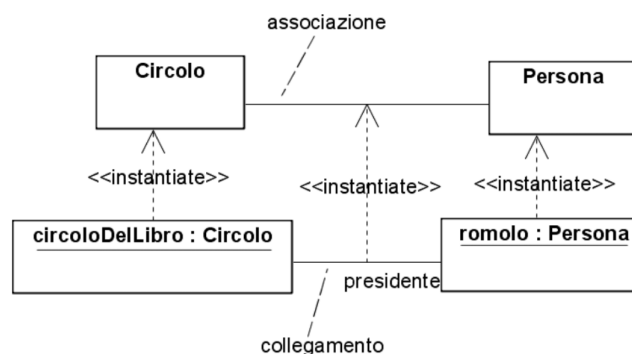 associazione
Circolo
Persona
<<instantiate>>
<<instantiate>>
<<instantiate>>
circoloDelLibro : Circolo
romolo : Persona
presidente
collegamento